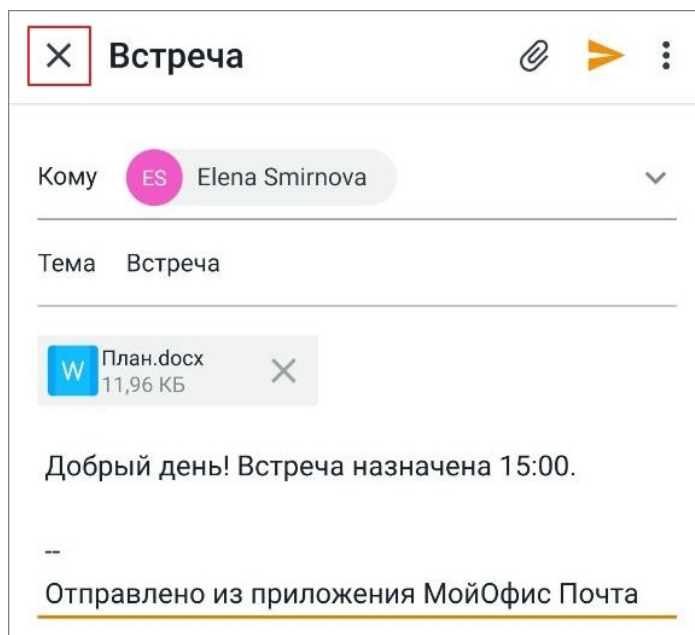 Встреча
Кому ES Elena Smirnova
Тема Встреча
W План.docx
11,96 КБ
Добрый день! Встреча назначена 15:00.
--
Отправлено из приложения МойОфис Почта